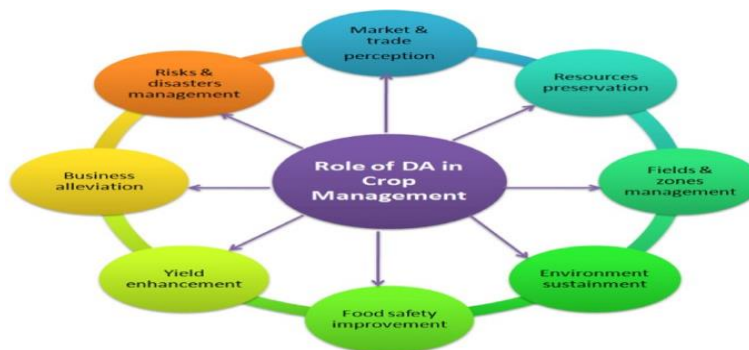 Market &
trade
perception
Risks &
disasters
management
Resources
preservation
Role of DA in
Crop
Management
Business
alleviation
Fields &
zones
management
Yield
enhancement
Environment
sustainment
Food safety
improvement